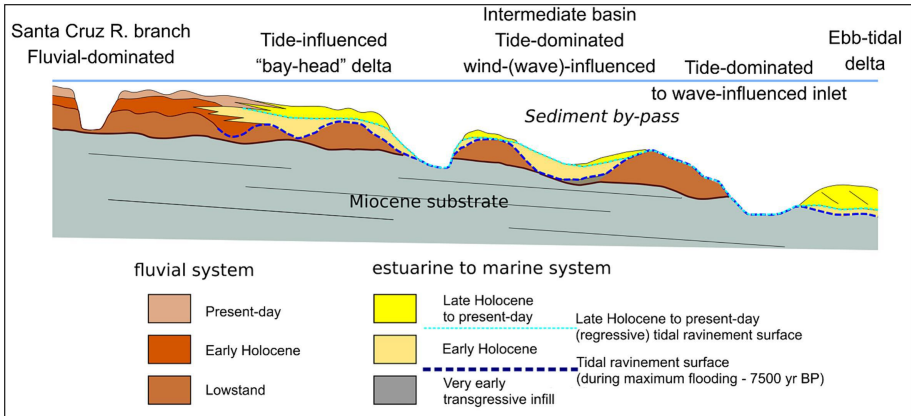 Santa Cruz R. branch
Fluvial-dominated
Tide-influenced
“bay-head” delta
Intermediate basin
Tide-dominated
wind-(wave)-influenced
Tide-dominated
to wave-influenced inlet
Ebb-tidal
delta
Sediment by-pass
Miocene substrate
fluvial system
Present-day
Early Holocene
Lowstand
estuarine to marine system
Late Holocene
to present-day
Early Holocene
Very early
transgressive infill
Late Holocene to present-day
(regressive) tidal ravinement surface
Tidal ravinement surface
(during maximum flooding - 7500 yr BP)